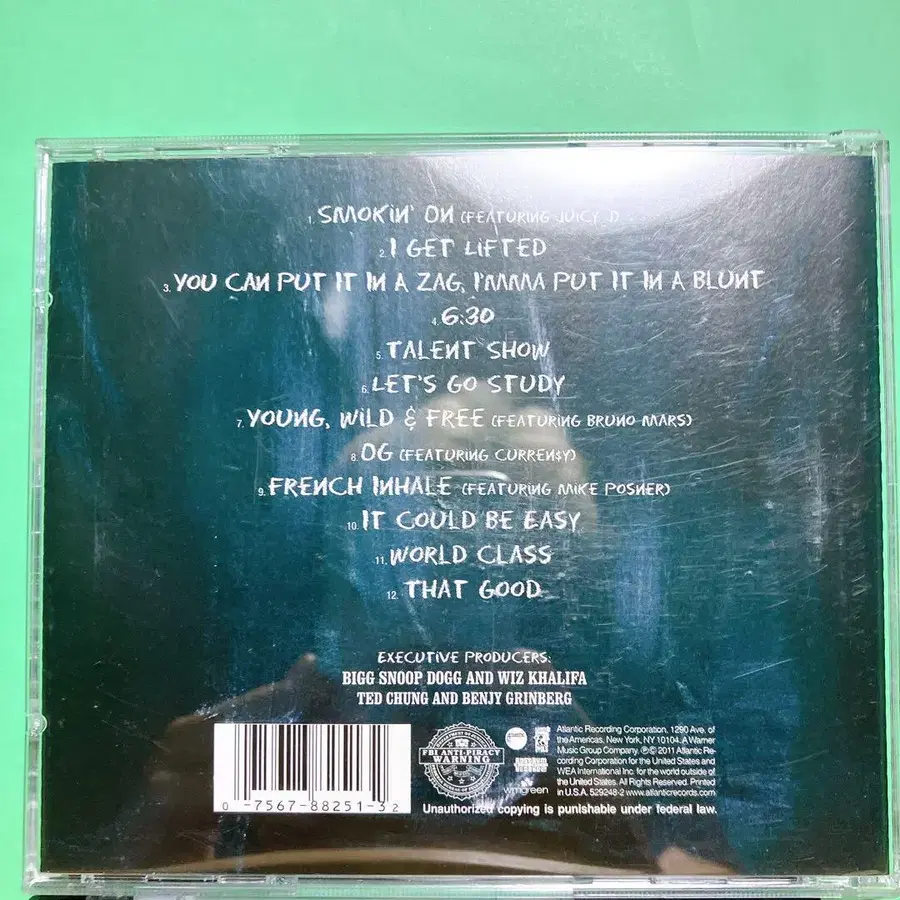 1. SMOKIN' ON (FEATURING JUICY J)
2. I GET LIFTED
3. YOU CAN PUT IT IN A ZAG, I'MMA PUT IT IN A BLUNT
4. 6:30
5. TALENT SHOW
6. LET'S GO STUDY
7. YOUNG, WILD & FREE (FEATURING BRUNO MARS)
8. OG (FEATURING CURREN$Y)
9. FRENCH INHALE (FEATURING MIKE POSNER)
10. IT COULD BE EASY
11. WORLD CLASS
12. THAT GOOD
EXECUTIVE PRODUCERS:
BIGG SNOOP DOGG AND WIZ KHALIFA
TED CHUNG AND BENJY GRINBERG
0 -7567-88251-3 2
FBI ANTI-PIRACY
WARNING
wmgreen
Atlantic Recording Corporation, 1290 Ave. of
the Americas, New York, NY 10104. A Warner
Music Group Company. ℗© 2011 Atlantic Re-
cording Corporation for the United States and
WEA International Inc. for the world outside of
the United States. All Rights Reserved. Printed
in U.S.A. 529248-2 www.atlanticrecords.com
Unauthorized copying is punishable under federal law.